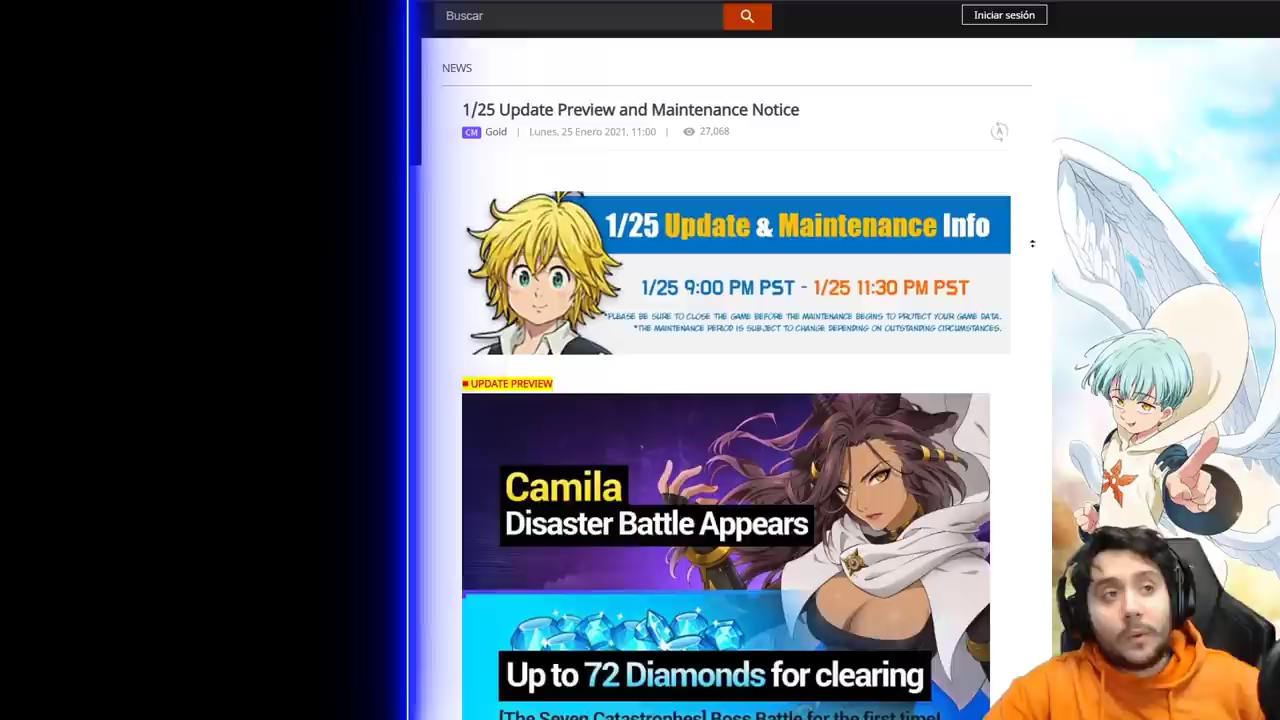 Buscar
Iniciar sesión
NEWS
1/25 Update Preview and Maintenance Notice
CM Gold | Lunes, 25 Enero 2021, 11:00 | 27,068
A
1/25 Update & Maintenance Info
1/25 9:00 PM PST - 1/25 11:30 PM PST
*PLEASE BE SURE TO CLOSE THE GAME BEFORE THE MAINTENANCE BEGINS TO PROTECT YOUR GAME DATA.
*THE MAINTENANCE PERIOD IS SUBJECT TO CHANGE DEPENDING ON OUTSTANDING CIRCUMSTANCES.
■ UPDATE PREVIEW
Camila
Disaster Battle Appears
Up to 72 Diamonds for clearing
[The Seven Catastrophes] Boss Battle for the first time!